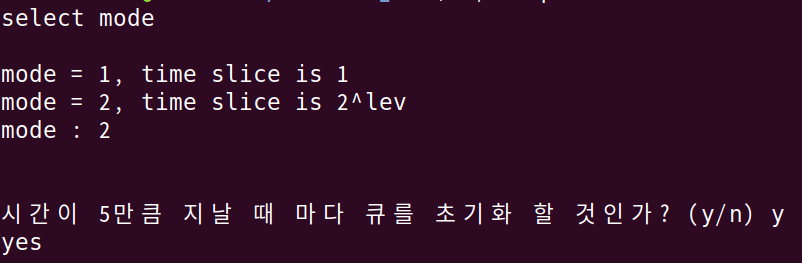 select mode
mode = 1, time slice is 1
mode = 2, time slice is 2^lev
mode : 2
시간이 5만큼 지날 때 마다 큐를 초기화 할 것인가? (y/n) y
yes